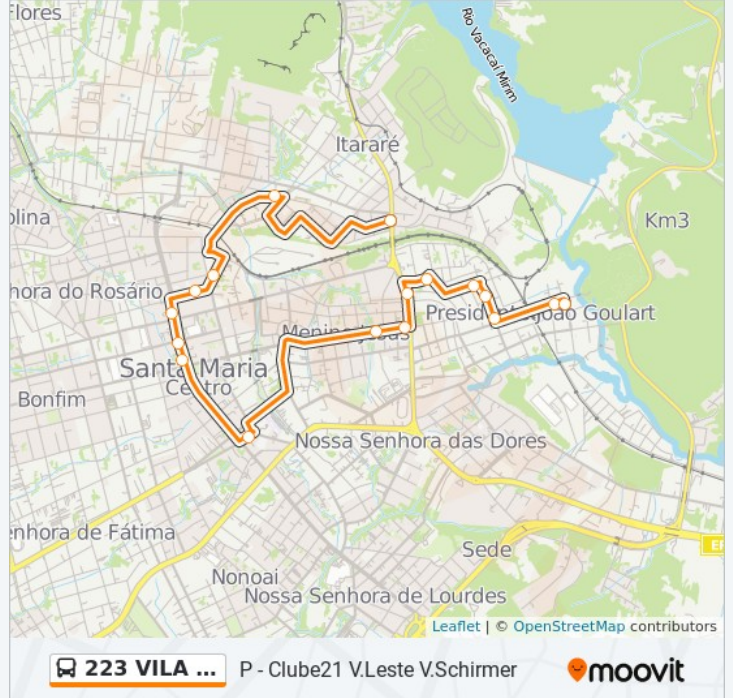 Flores
Rio Vacacaí Mirim
Itararé
olina
Km3
hora do Rosário
Presidente João Goulart
Menino Jesus
Santa Maria
Centro
Bonfim
Nossa Senhora das Dores
enhora de Fátima
Sede
Nonoai
Nossa Senhora de Lourdes
Leaflet | © OpenStreetMap contributors
223 VILA ...
P - Clube21 V.Leste V.Schirmer
moovit